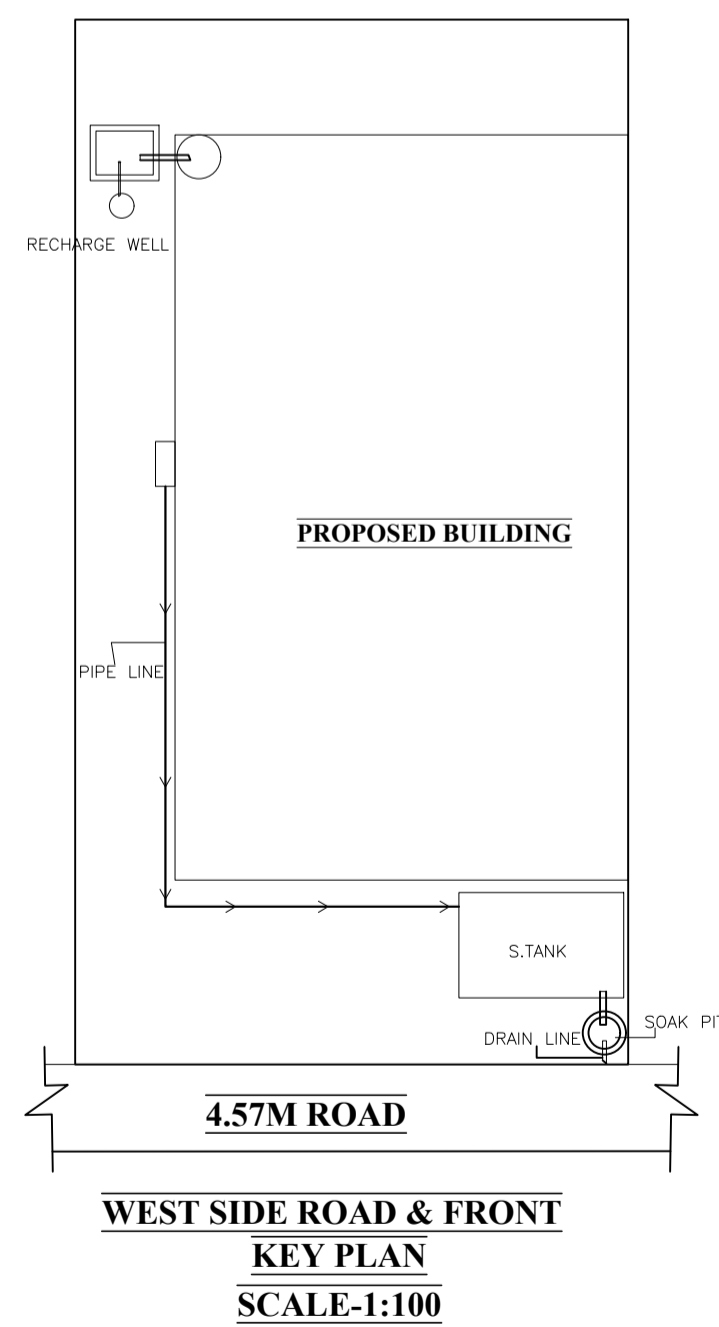 RECHARGE WELL
PROPOSED BUILDING
PIPE LINE
S.TANK
SOAK PI
DRAIN LINE
4.57M ROAD
WEST SIDE ROAD & FRONT
KEY PLAN
SCALE-1:100